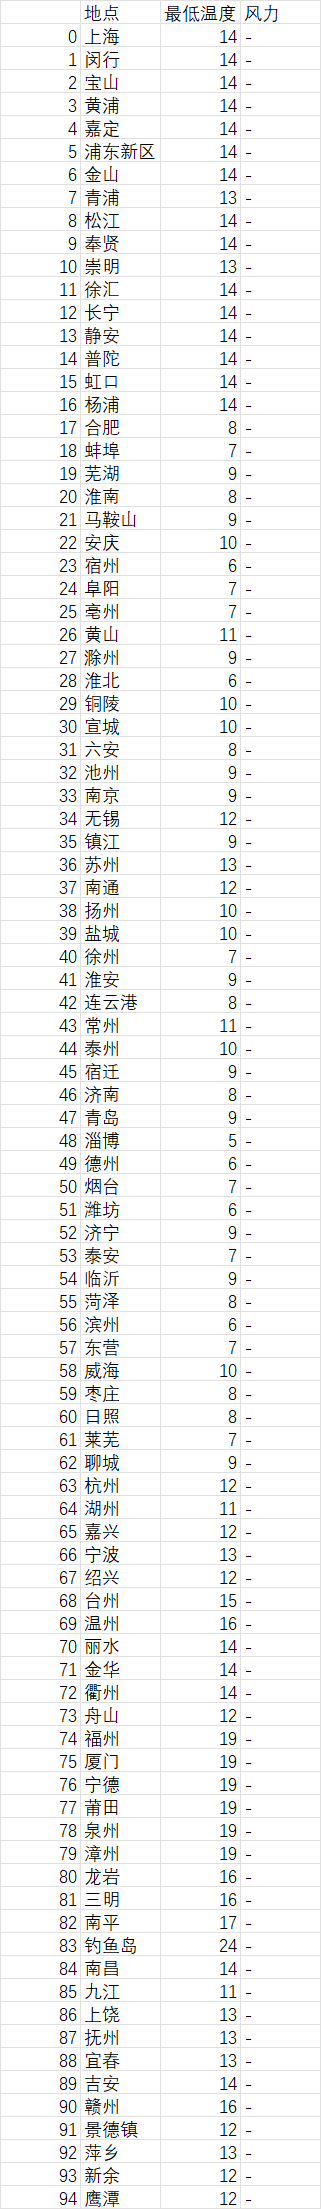 地点 最低温度 风力
0 上海 14 -
1 闵行 14 -
2 宝山 14 -
3 黄浦 14 -
4 嘉定 14 -
5 浦东新区 14 -
6 金山 14 -
7 青浦 13 -
8 松江 14 -
9 奉贤 14 -
10 崇明 13 -
11 徐汇 14 -
12 长宁 14 -
13 静安 14 -
14 普陀 14 -
15 虹口 14 -
16 杨浦 14 -
17 合肥 8 -
18 蚌埠 7 -
19 芜湖 9 -
20 淮南 8 -
21 马鞍山 9 -
22 安庆 10 -
23 宿州 6 -
24 阜阳 7 -
25 亳州 7 -
26 黄山 11 -
27 滁州 9 -
28 淮北 6 -
29 铜陵 10 -
30 宣城 10 -
31 六安 8 -
32 池州 9 -
33 南京 9 -
34 无锡 12 -
35 镇江 9 -
36 苏州 13 -
37 南通 12 -
38 扬州 10 -
39 盐城 10 -
40 徐州 7 -
41 淮安 9 -
42 连云港 8 -
43 常州 11 -
44 泰州 10 -
45 宿迁 9 -
46 济南 8 -
47 青岛 9 -
48 淄博 5 -
49 德州 6 -
50 烟台 7 -
51 潍坊 6 -
52 济宁 9 -
53 泰安 7 -
54 临沂 9 -
55 菏泽 8 -
56 滨州 6 -
57 东营 7 -
58 威海 10 -
59 枣庄 8 -
60 日照 8 -
61 莱芜 7 -
62 聊城 9 -
63 杭州 12 -
64 湖州 11 -
65 嘉兴 12 -
66 宁波 13 -
67 绍兴 12 -
68 台州 15 -
69 温州 16 -
70 丽水 14 -
71 金华 14 -
72 衢州 14 -
73 舟山 12 -
74 福州 19 -
75 厦门 19 -
76 宁德 19 -
77 莆田 19 -
78 泉州 19 -
79 漳州 19 -
80 龙岩 16 -
81 三明 16 -
82 南平 17 -
83 钓鱼岛 24 -
84 南昌 14 -
85 九江 11 -
86 上饶 13 -
87 抚州 13 -
88 宜春 13 -
89 吉安 14 -
90 赣州 16 -
91 景德镇 12 -
92 萍乡 13 -
93 新余 12 -
94 鹰潭 12 -